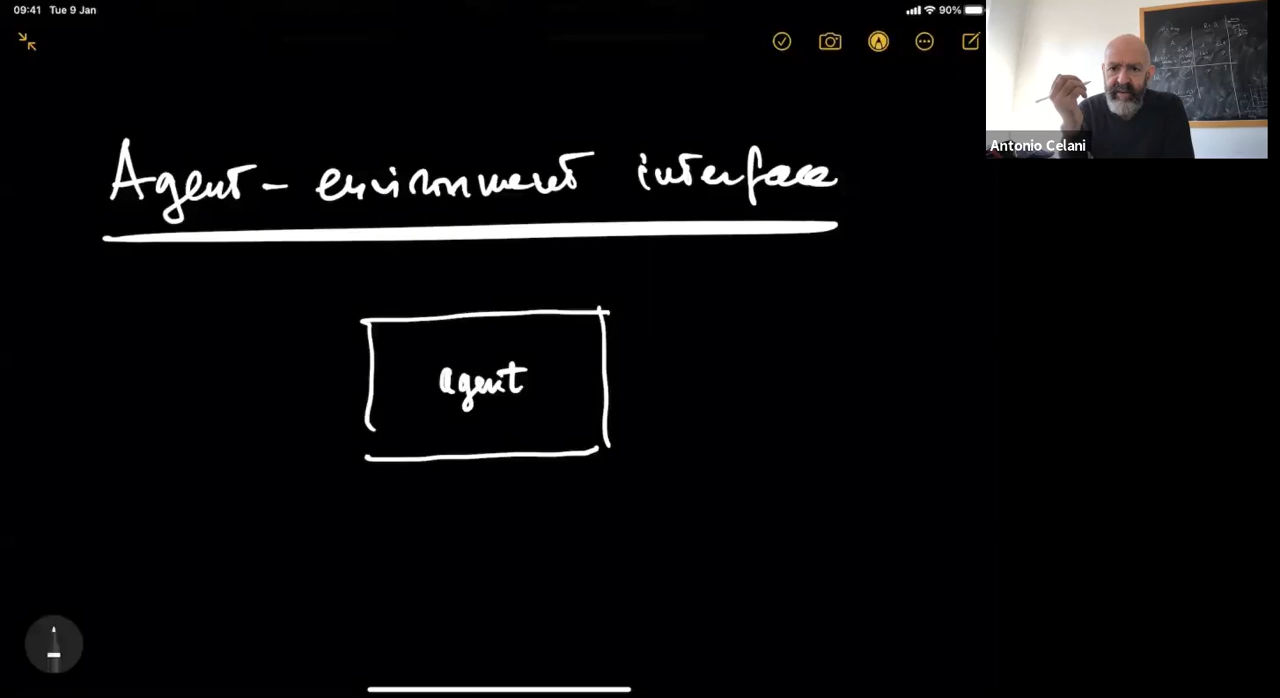 09:41 Tue 9 Jan
90%
Antonio Celani
Agent - environment interface
agent